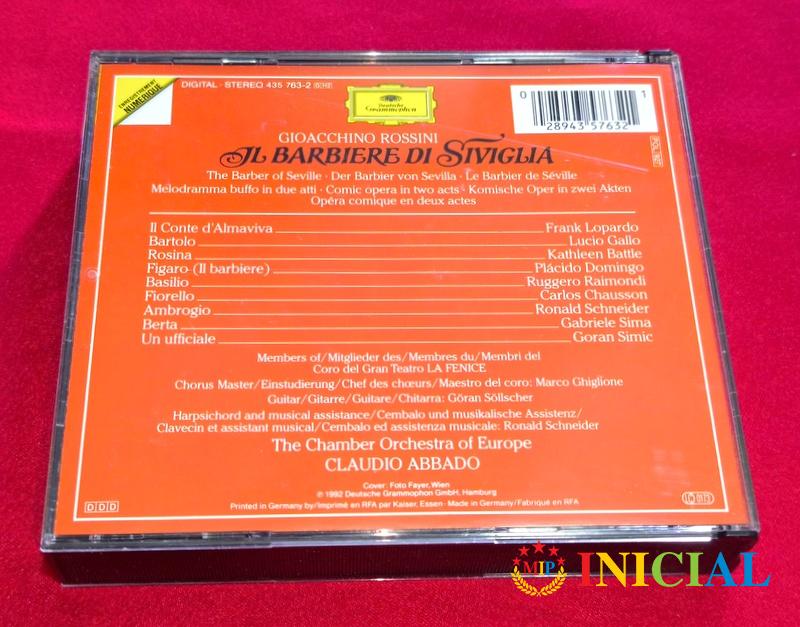 ENREGISTREMENT
NUMERIQUE
DIGITAL · STEREO 435 763-2
Deutsche
Grammophon
0 28943 57632 1
GIOACCHINO ROSSINI
IL BARBIERE DI SIVIGLIA
The Barber of Seville · Der Barbier von Sevilla · Le Barbier de Séville
Melodramma buffo in due atti · Comic opera in two acts · Komische Oper in zwei Akten
Opéra comique en deux actes
Il Conte d'Almaviva Frank Lopardo
Bartolo Lucio Gallo
Rosina Kathleen Battle
Figaro (Il barbiere) Plácido Domingo
Basilio Ruggero Raimondi
Fiorello Carlos Chausson
Ambrogio Ronald Schneider
Berta Gabriele Sima
Un ufficiale Goran Simic
Members of/Mitglieder des/Membres du/Membri del
Coro del Gran Teatro LA FENICE
Chorus Master/Einstudierung/Chef des chœurs/Maestro del coro: Marco Ghiglione
Guitar/Gitarre/Guitare/Chitarra: Göran Söllscher
Harpsichord and musical assistance/Cembalo und musikalische Assistenz/
Clavecin et assistant musical/Cembalo ed assistenza musicale: Ronald Schneider
The Chamber Orchestra of Europe
CLAUDIO ABBADO
Cover: Foto Fayer, Wien
℗ 1992 Deutsche Grammophon GmbH, Hamburg
Printed in Germany by/Imprimé en RFA par Kaiser, Essen · Made in Germany/Fabriqué en RFA
DDD
MJP INICIAL